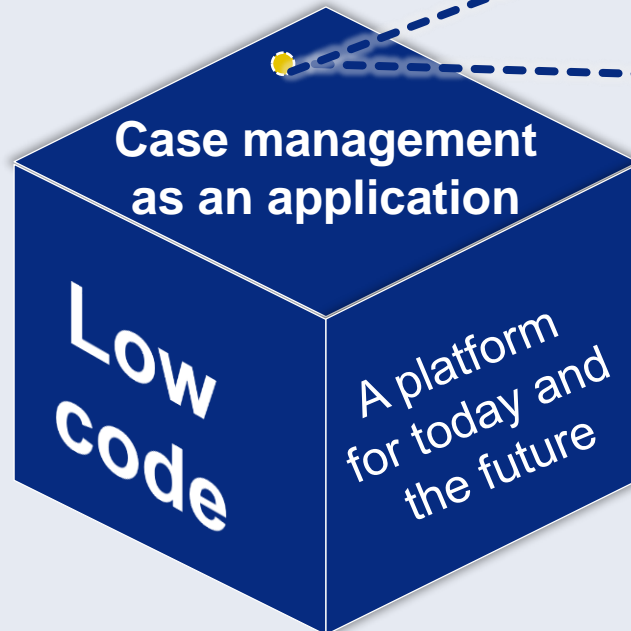 Case management
as an application
Low
code
A platform
for today and
the future